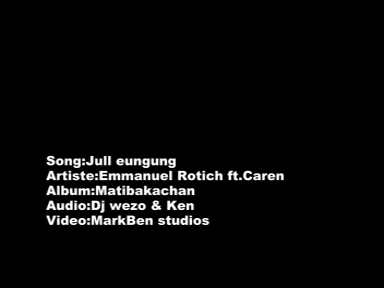 Song:Jull eungung
Artiste:Emmanuel Rotich ft.Caren
Album:Matibakachan
Audio:Dj wezo & Ken
Video:MarkBen studios